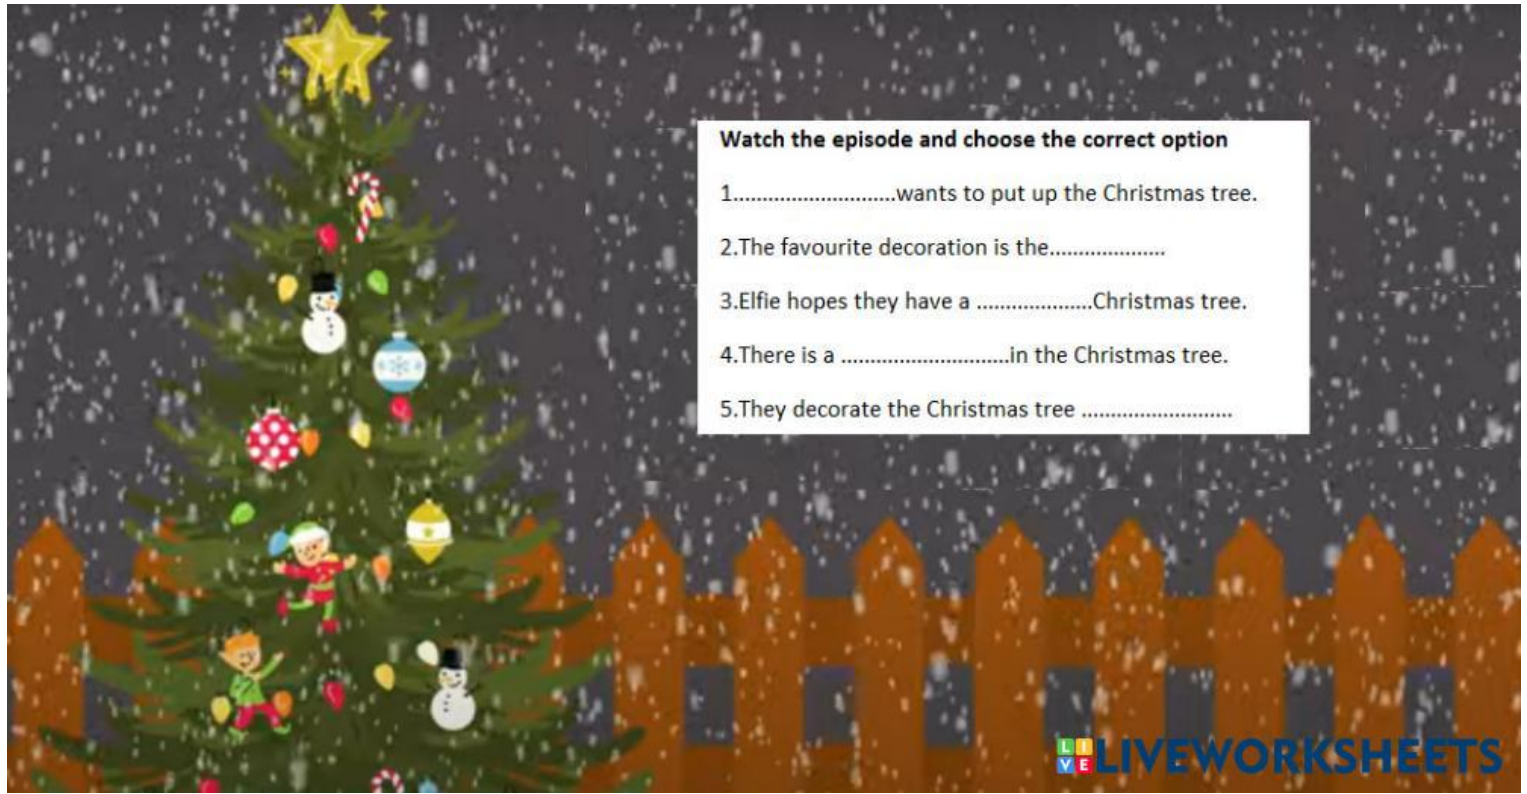 Watch the episode and choose the correct option
1............................wants to put up the Christmas tree.
2.The favourite decoration is the....................
3.Elfie hopes they have a ....................Christmas tree.
4.There is a .............................in the Christmas tree.
5.They decorate the Christmas tree ..........................
LIVE LIVEWORKSHEETS